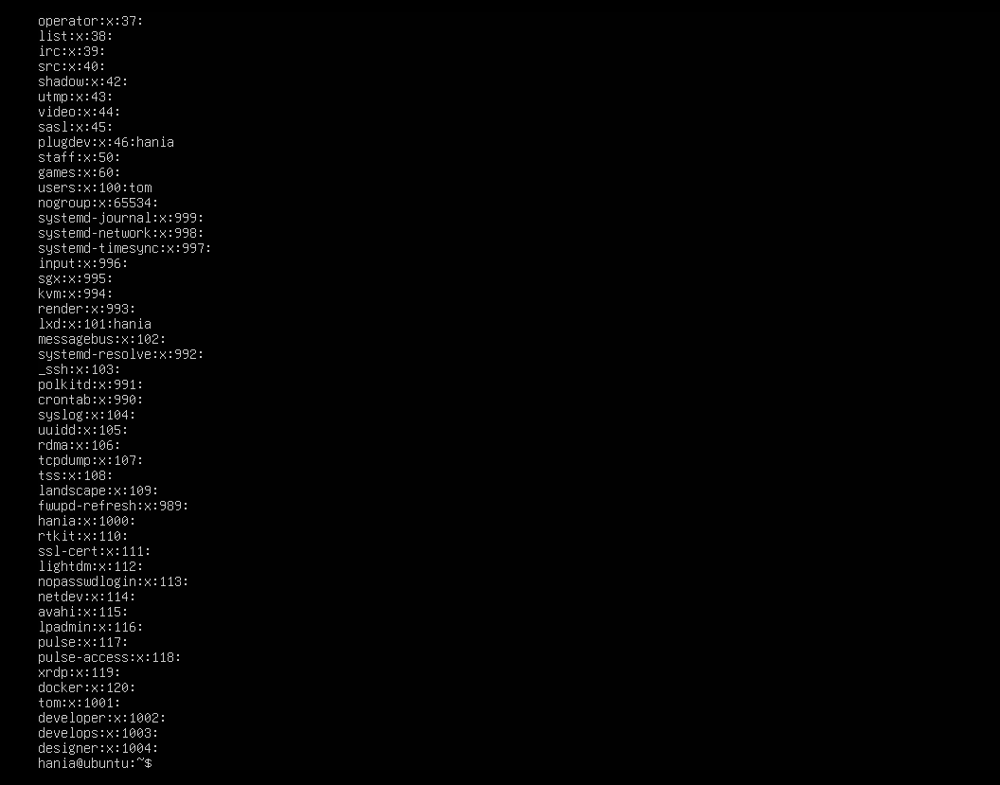 operator:x:37:
list:x:38:
irc:x:39:
src:x:40:
shadow:x:42:
utmp:x:43:
video:x:44:
sasl:x:45:
plugdev:x:46:hania
staff:x:50:
games:x:60:
users:x:100:tom
nogroup:x:65534:
systemd-journal:x:999:
systemd-network:x:998:
systemd-timesync:x:997:
input:x:996:
sgx:x:995:
kvm:x:994:
render:x:993:
lxd:x:101:hania
messagebus:x:102:
systemd-resolve:x:992:
_ssh:x:103:
polkitd:x:991:
crontab:x:990:
syslog:x:104:
uuidd:x:105:
rdma:x:106:
tcpdump:x:107:
tss:x:108:
landscape:x:109:
fwupd-refresh:x:989:
hania:x:1000:
rtkit:x:110:
ssl-cert:x:111:
lightdm:x:112:
nopasswdlogin:x:113:
netdev:x:114:
avahi:x:115:
lpadmin:x:116:
pulse:x:117:
pulse-access:x:118:
xrdp:x:119:
docker:x:120:
tom:x:1001:
developer:x:1002:
develops:x:1003:
designer:x:1004:
hania@ubuntu:~$